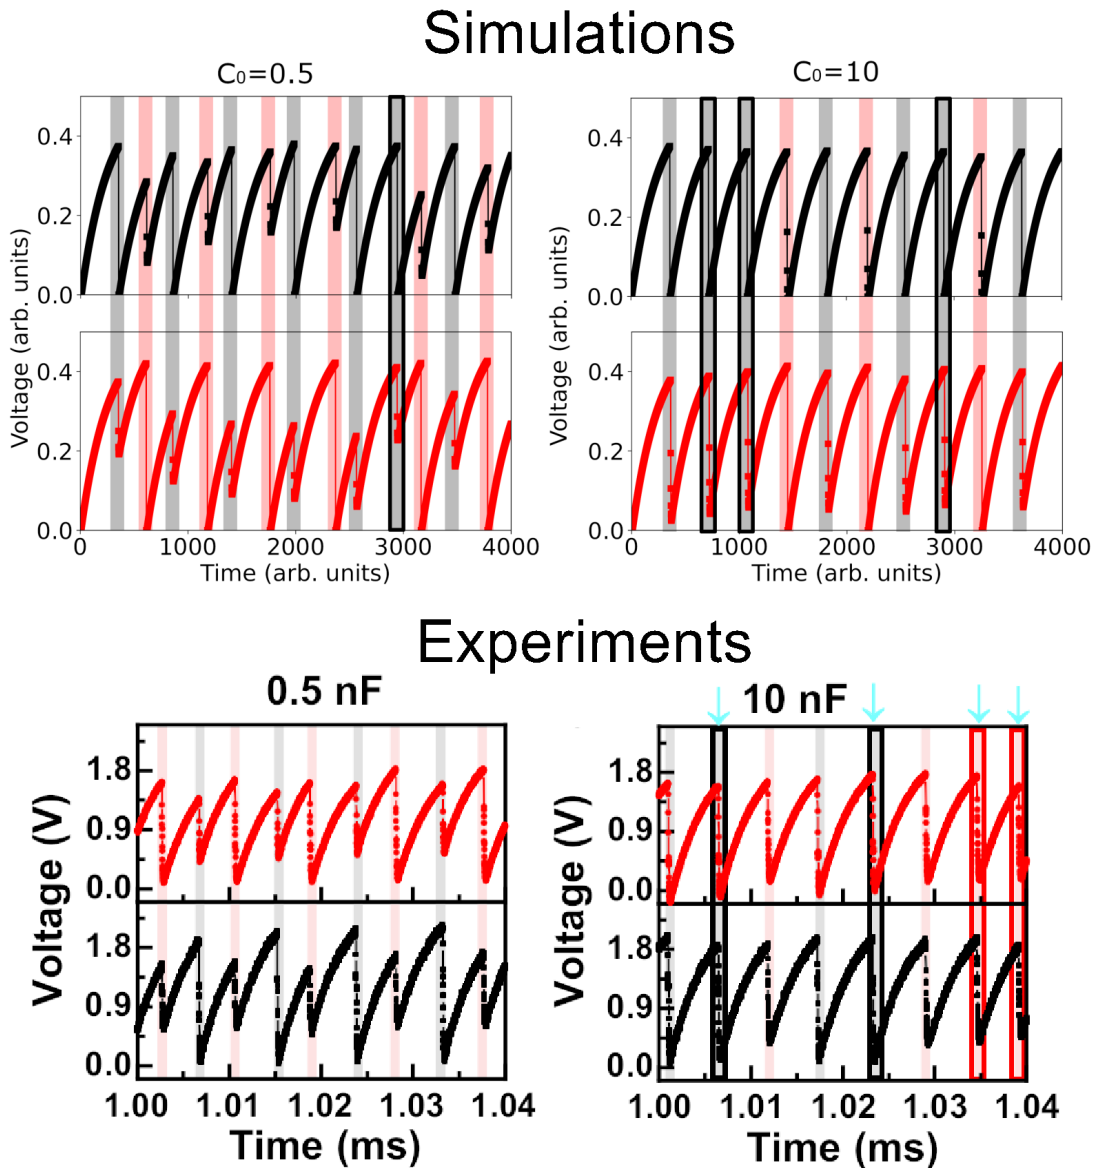 Simulations
C₀=0.5 C₀=10
Voltage (arb. units)
0.4
0.2
0.0
0.4
0.2
0.0
0 1000 2000 3000 4000
Time (arb. units)
Voltage (arb. units)
0.4
0.2
0.0
0.4
0.2
0.0
0 1000 2000 3000 4000
Time (arb. units)
Experiments
0.5 nF 10 nF
Voltage (V)
1.8
0.9
0.0
1.8
0.9
0.0
1.00 1.01 1.02 1.03 1.04
Time (ms)
Voltage (V)
1.8
0.9
0.0
1.8
0.9
0.0
1.00 1.01 1.02 1.03 1.04
Time (ms)